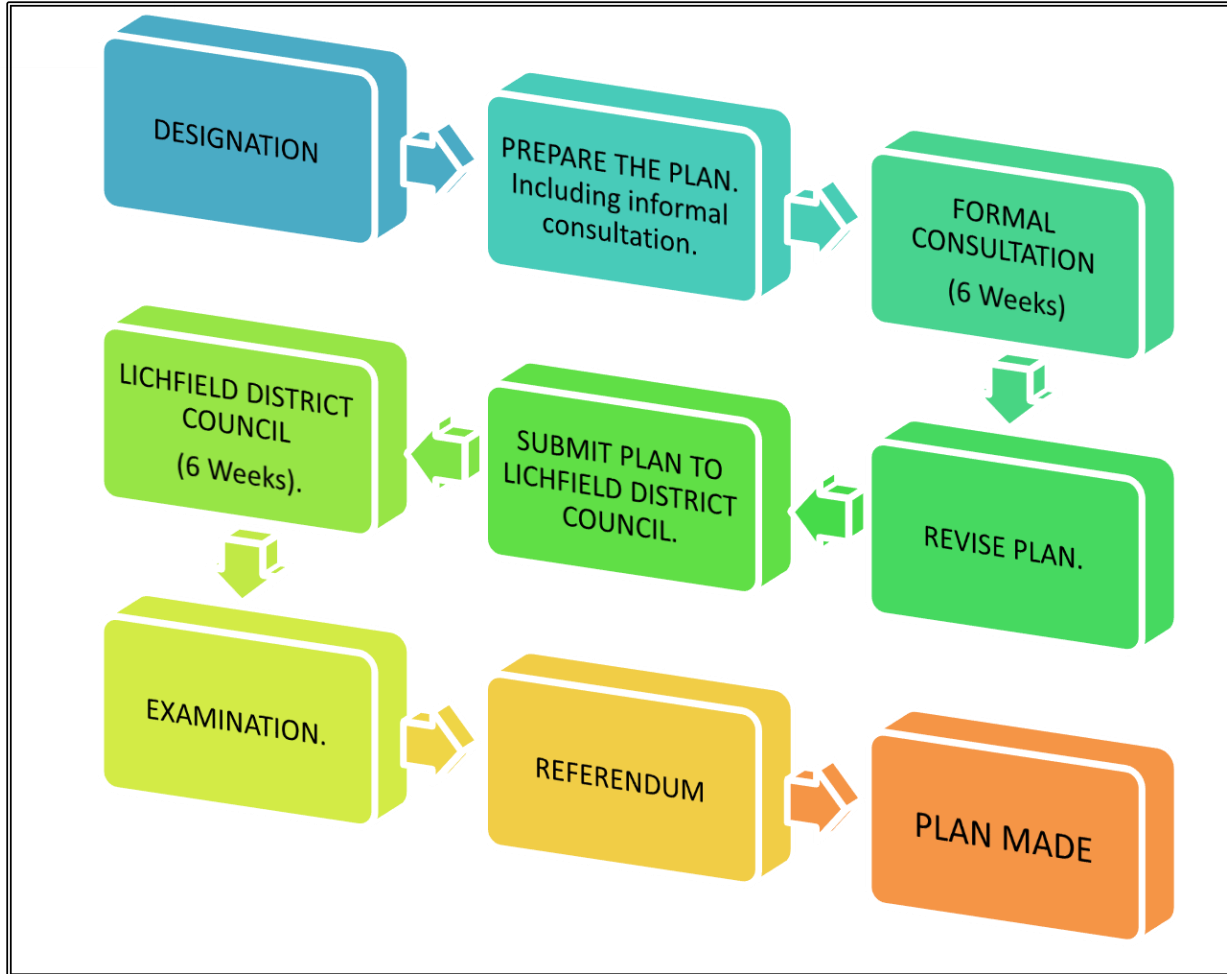 DESIGNATION
PREPARE THE PLAN.
Including informal
consultation.
FORMAL
CONSULTATION
(6 Weeks)
REVISE PLAN.
SUBMIT PLAN TO
LICHFIELD DISTRICT
COUNCIL.
LICHFIELD DISTRICT
COUNCIL
(6 Weeks).
EXAMINATION.
REFERENDUM
PLAN MADE